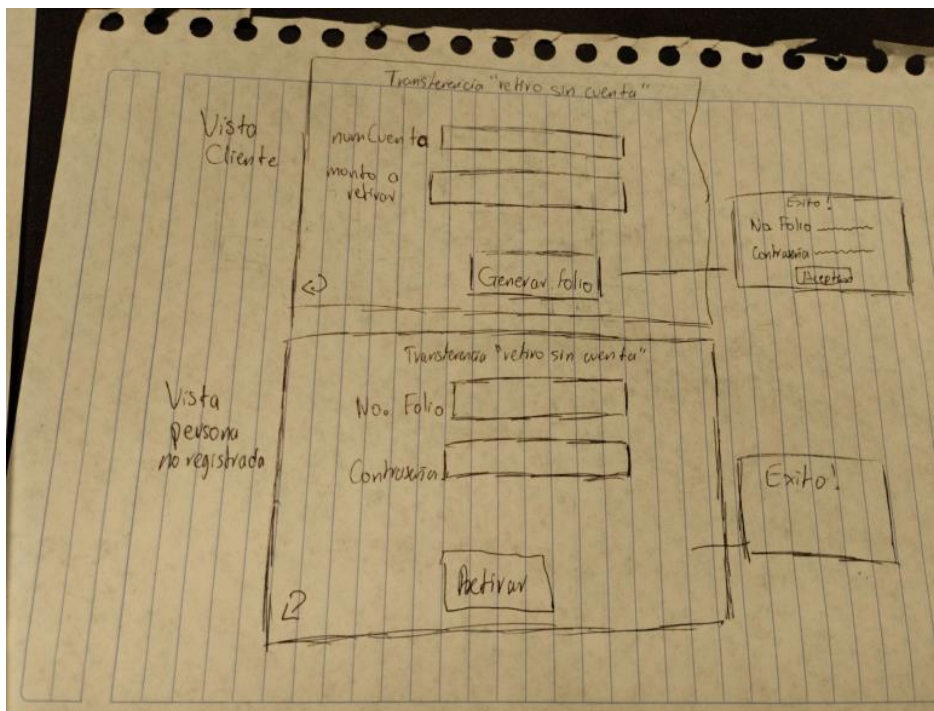 Transferencia "retiro sin cuenta"
Vista
Cliente
numCuenta
monto a
retirar
Generar folio
Exito!
No. Folio
Contraseña
Aceptar
Transferencia "retiro sin cuenta"
Vista
persona
no registrada
No. Folio
Contraseña
Retirar
Exito!